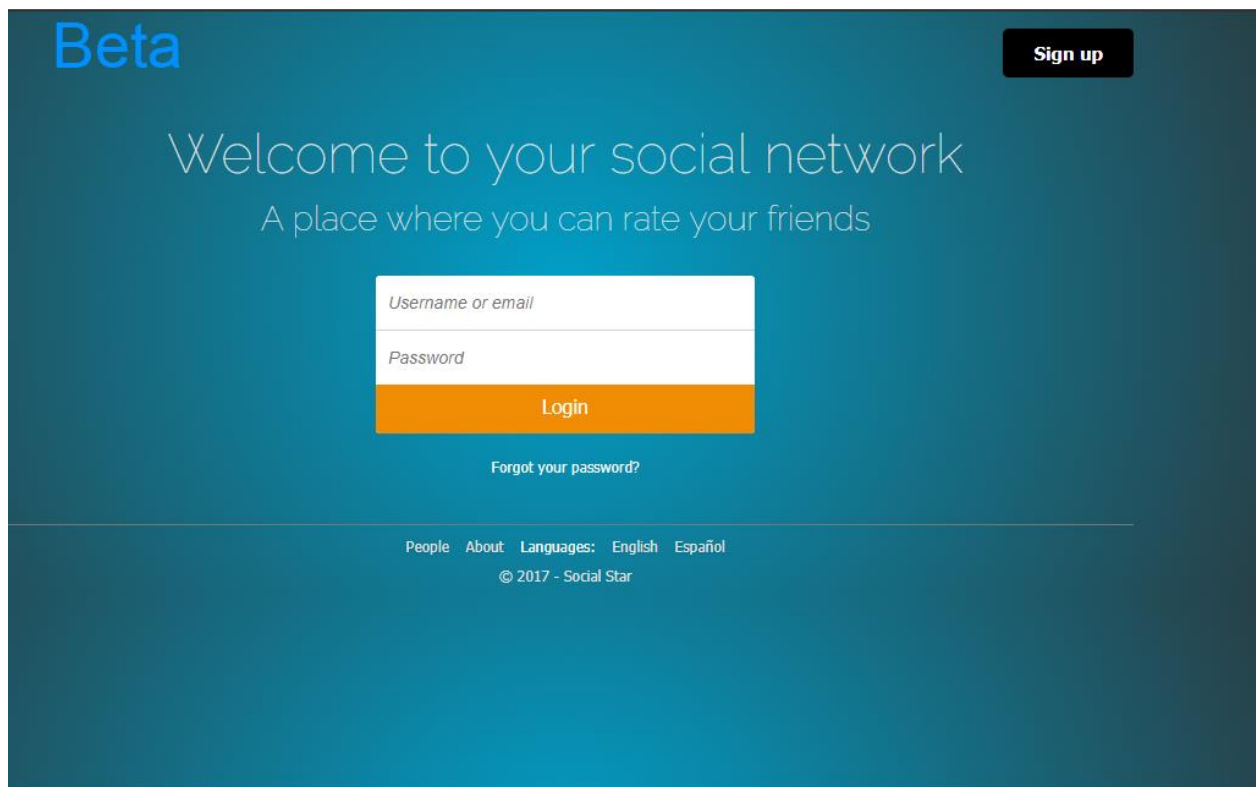 Beta
Sign up
Welcome to your social network
A place where you can rate your friends
Username or email
Password
Login
Forgot your password?
People About Languages: English Español
© 2017 - Social Star